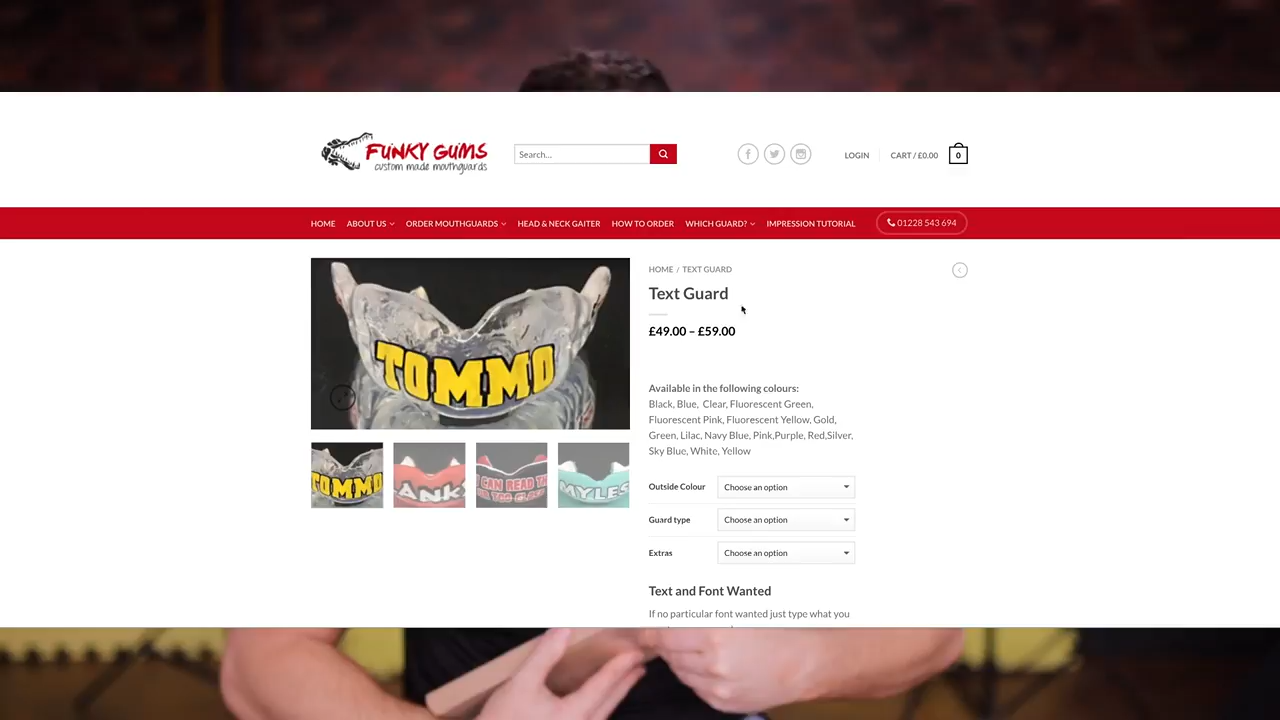 FUNKY GUMS
custom made mouthguards
Search...
LOGIN
CART / £0.00
0
HOME
ABOUT US
ORDER MOUTHGUARDS
HEAD & NECK GAITER
HOW TO ORDER
WHICH GUARD?
IMPRESSION TUTORIAL
01228 543 694
TOMMO
HOME / TEXT GUARD
Text Guard
£49.00 – £59.00
Available in the following colours:
Black, Blue, Clear, Fluorescent Green,
Fluorescent Pink, Fluorescent Yellow, Gold,
Green, Lilac, Navy Blue, Pink,Purple, Red,Silver,
Sky Blue, White, Yellow
TOMMO
MYLES
Outside Colour
Choose an option
Guard type
Choose an option
Extras
Choose an option
Text and Font Wanted
If no particular font wanted just type what you